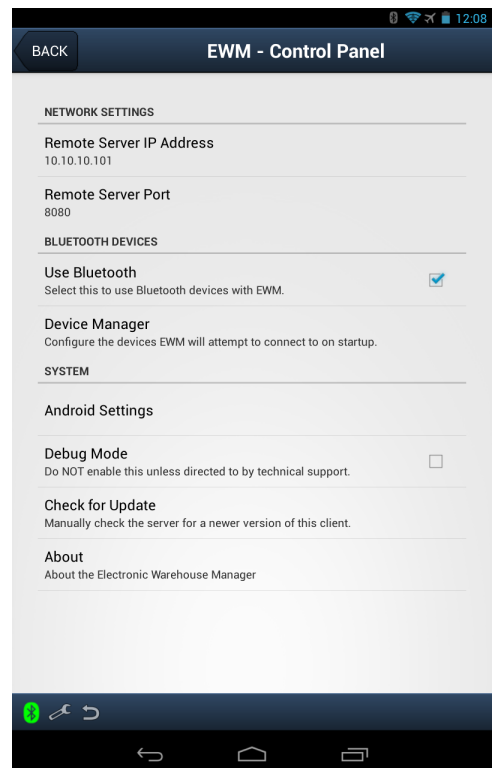 12:08
BACK
EWM - Control Panel
NETWORK SETTINGS
Remote Server IP Address
10.10.10.101
Remote Server Port
8080
BLUETOOTH DEVICES
Use Bluetooth
Select this to use Bluetooth devices with EWM.
Device Manager
Configure the devices EWM will attempt to connect to on startup.
SYSTEM
Android Settings
Debug Mode
Do NOT enable this unless directed to by technical support.
Check for Update
Manually check the server for a newer version of this client.
About
About the Electronic Warehouse Manager